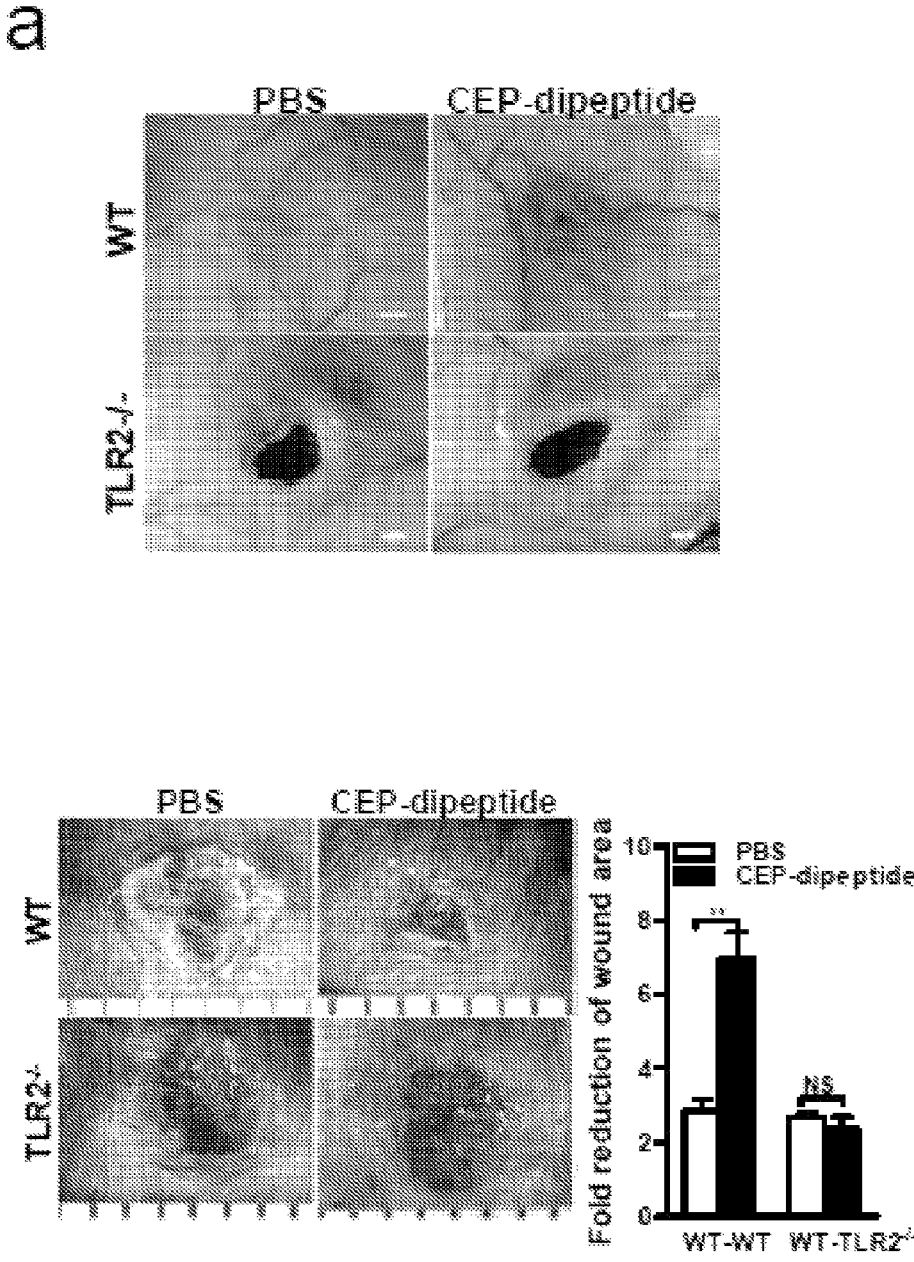 a
PBS CEP-dipeptide
WT
TLR2-/-
PBS CEP-dipeptide
WT
TLR2-/-
Fold reduction of wound area
10
8
6
4
2
0
PBS
CEP-dipeptide
**
NS
WT-WT WT-TLR2-/-